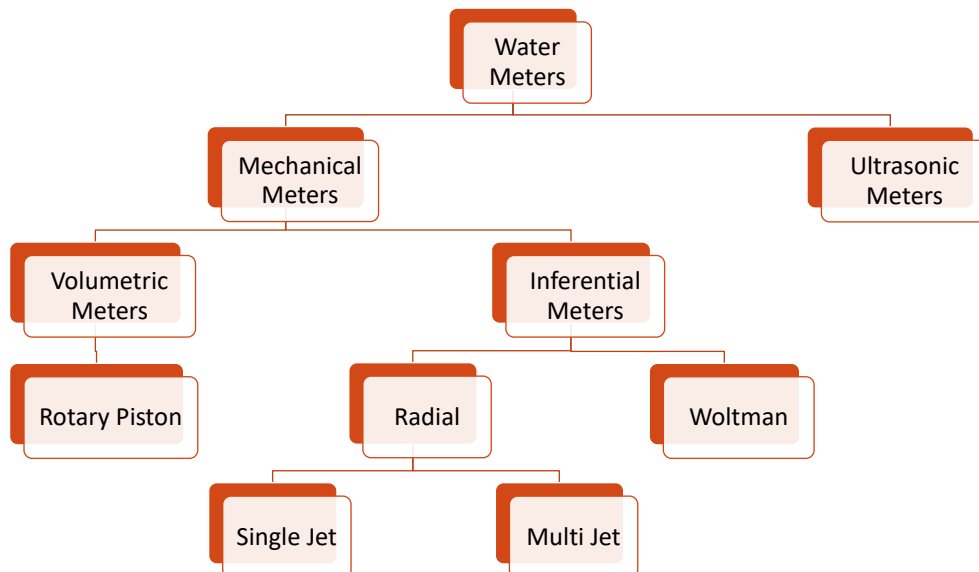 Water
Meters
Mechanical
Meters
Ultrasonic
Meters
Volumetric
Meters
Inferential
Meters
Rotary Piston
Radial
Woltman
Single Jet
Multi Jet